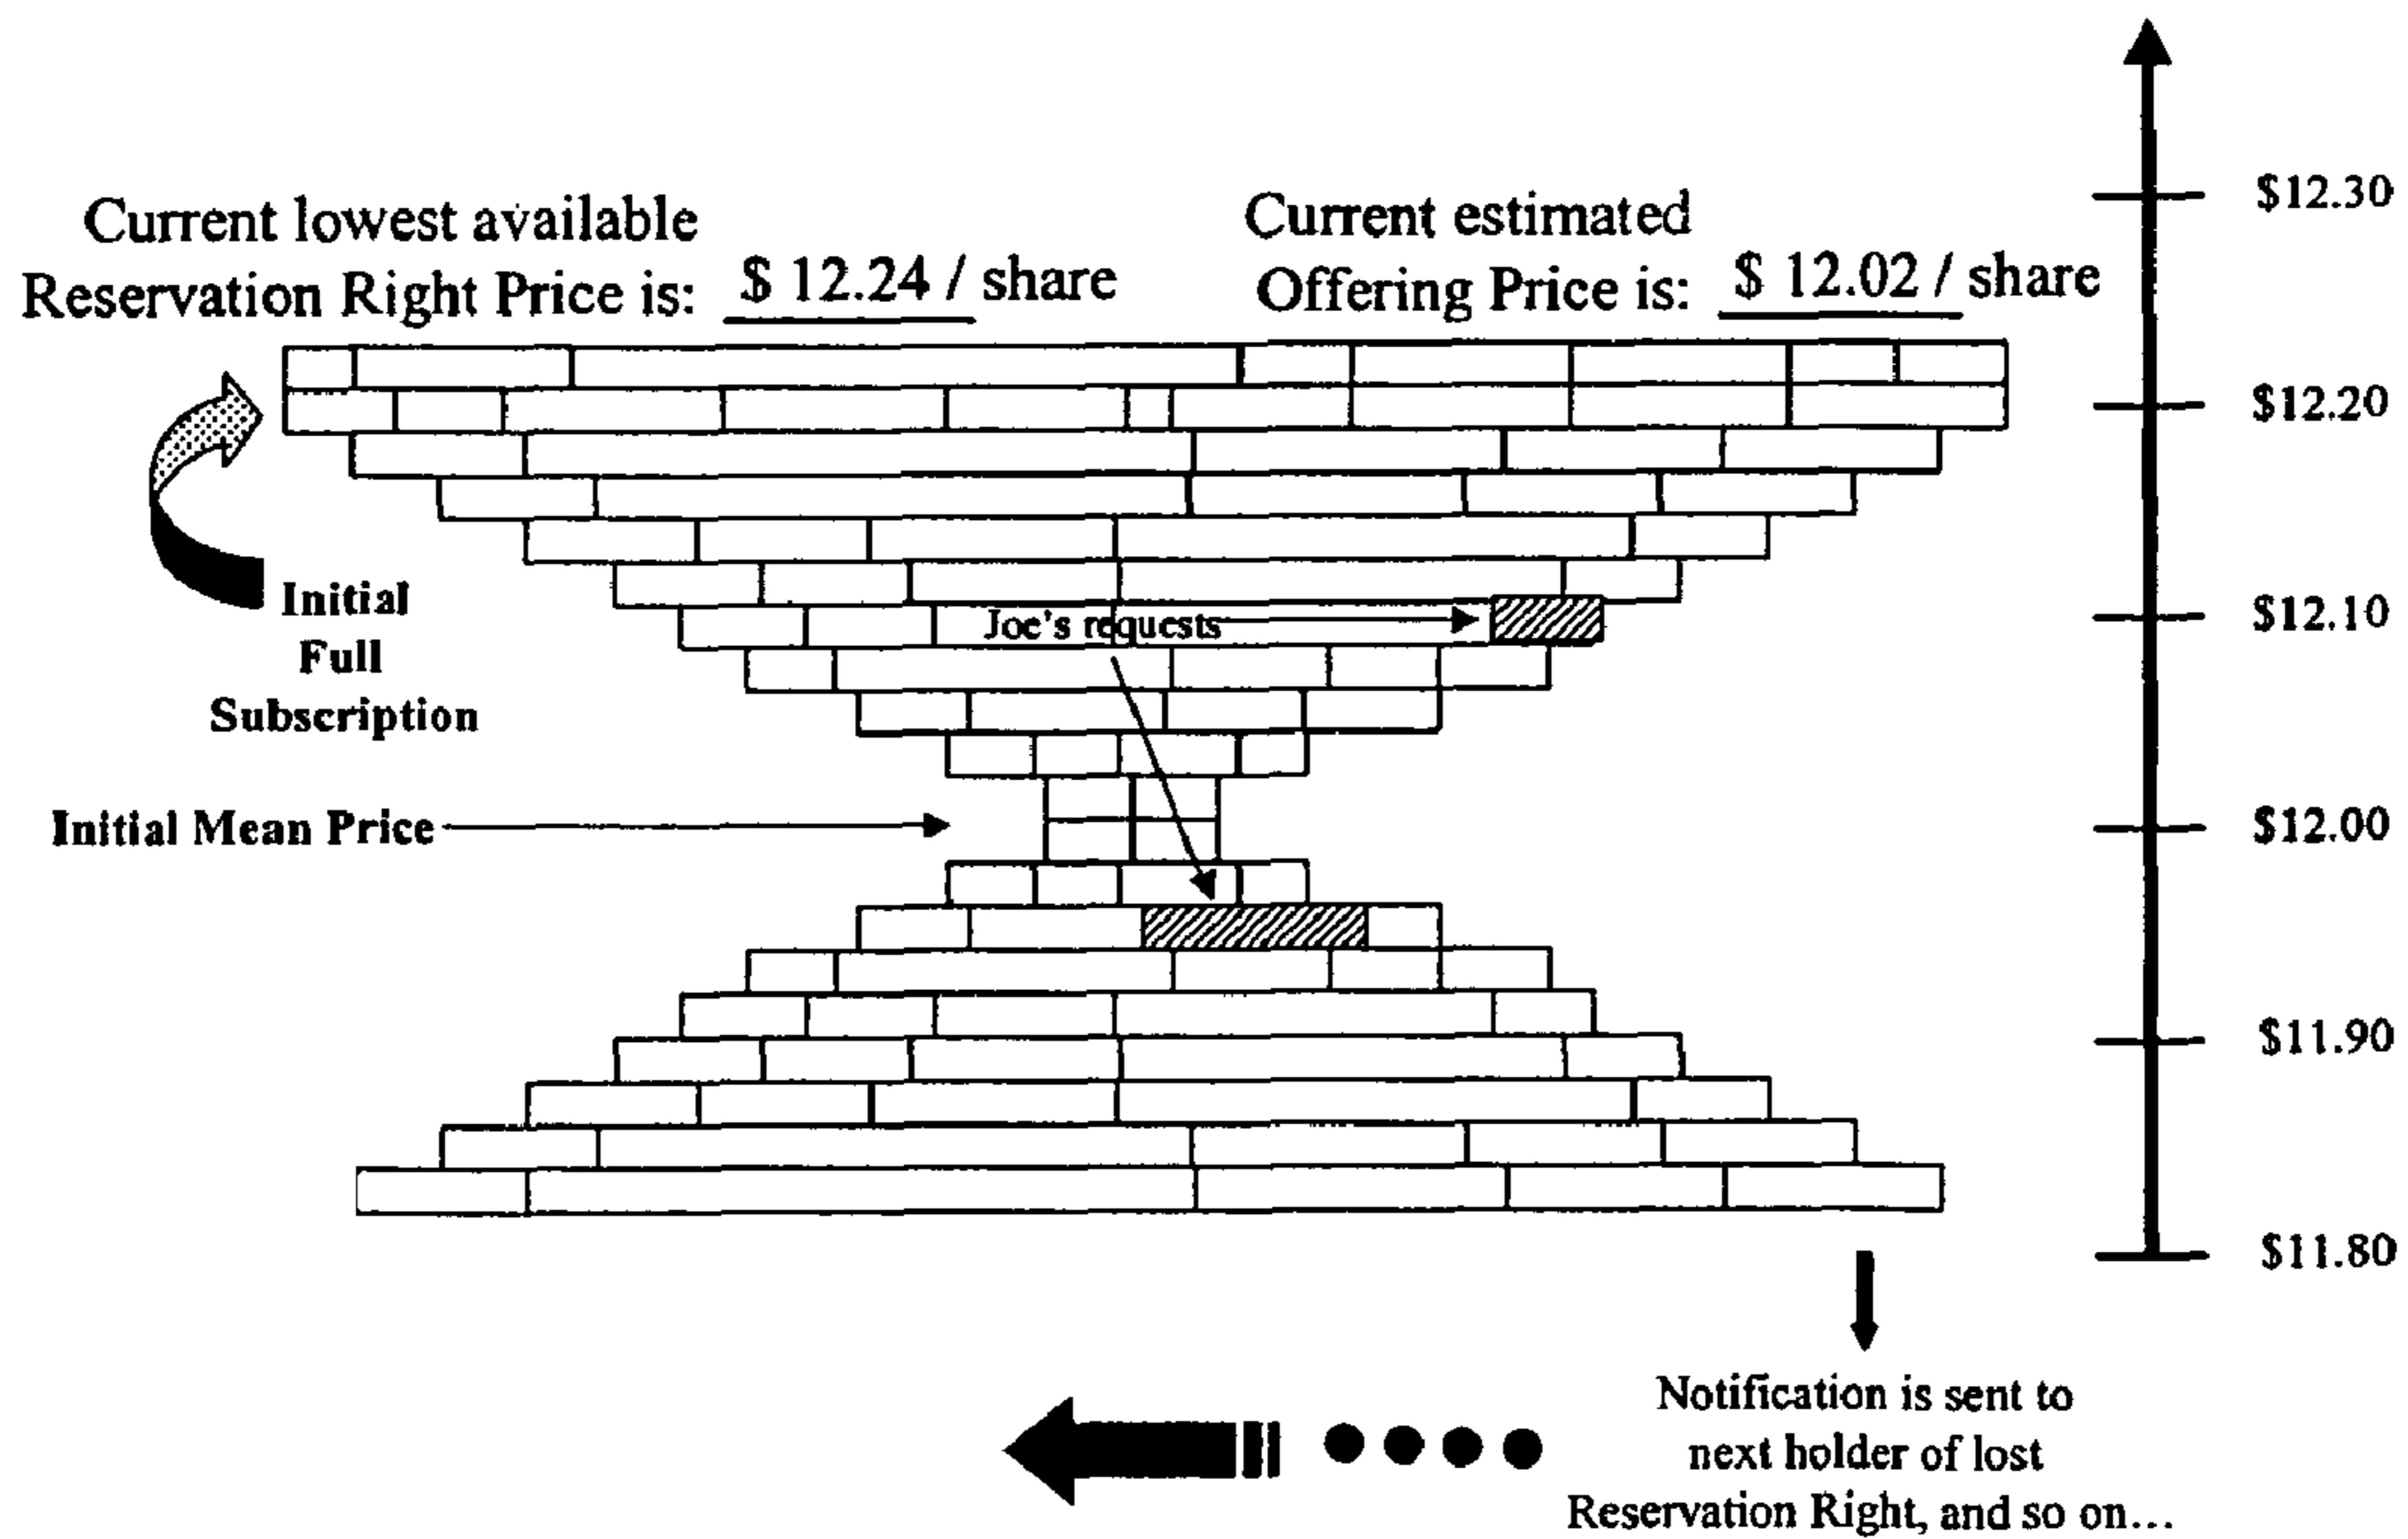 Current lowest available
Reservation Right Price is: $ 12.24 / share
Current estimated
Offering Price is: $ 12.02 / share
$12.30
$12.20
$12.10
$12.00
$11.90
$11.80
Initial
Full
Subscription
Joe's requests
Initial Mean Price
Notification is sent to
next holder of lost
Reservation Right, and so on...